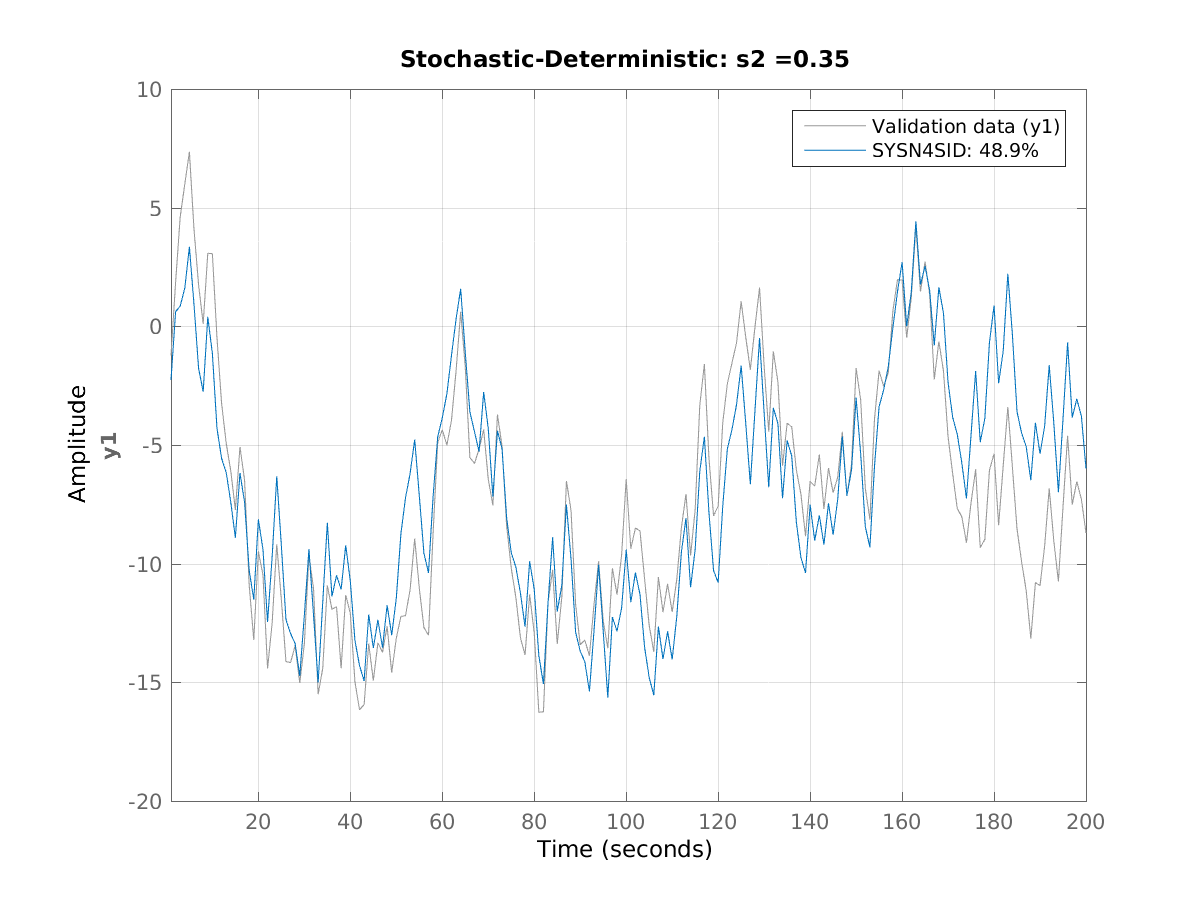 Stochastic-Deterministic: s2 =0.35
Validation data (y1)
SYSN4SID: 48.9%
10
5
0
-5
-10
-15
-20
Amplitude
y1
20 40 60 80 100 120 140 160 180 200
Time (seconds)